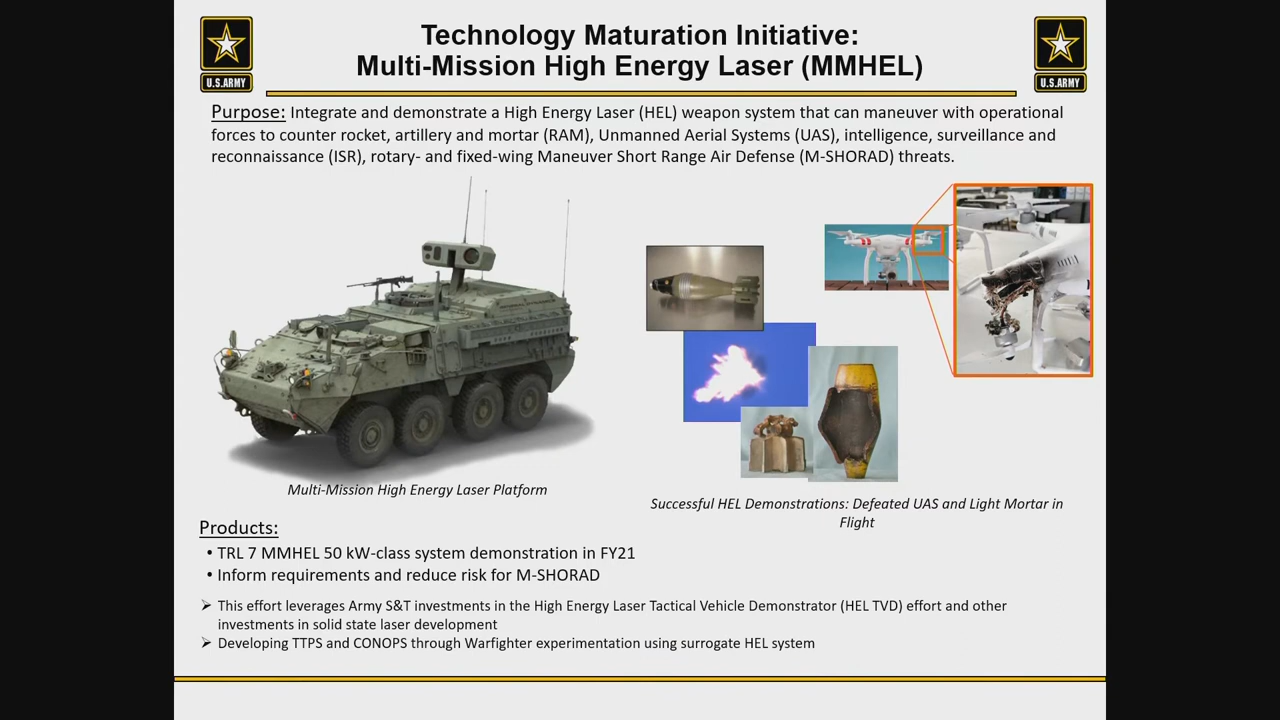 Technology Maturation Initiative:
Multi-Mission High Energy Laser (MMHEL)
U.S.ARMY
U.S.ARMY
Purpose: Integrate and demonstrate a High Energy Laser (HEL) weapon system that can maneuver with operational
forces to counter rocket, artillery and mortar (RAM), Unmanned Aerial Systems (UAS), intelligence, surveillance and
reconnaissance (ISR), rotary- and fixed-wing Maneuver Short Range Air Defense (M-SHORAD) threats.
Multi-Mission High Energy Laser Platform
Successful HEL Demonstrations: Defeated UAS and Light Mortar in
Flight
Products:
• TRL 7 MMHEL 50 kW-class system demonstration in FY21
• Inform requirements and reduce risk for M-SHORAD
➢ This effort leverages Army S&T investments in the High Energy Laser Tactical Vehicle Demonstrator (HEL TVD) effort and other
investments in solid state laser development
➢ Developing TTPS and CONOPS through Warfighter experimentation using surrogate HEL system